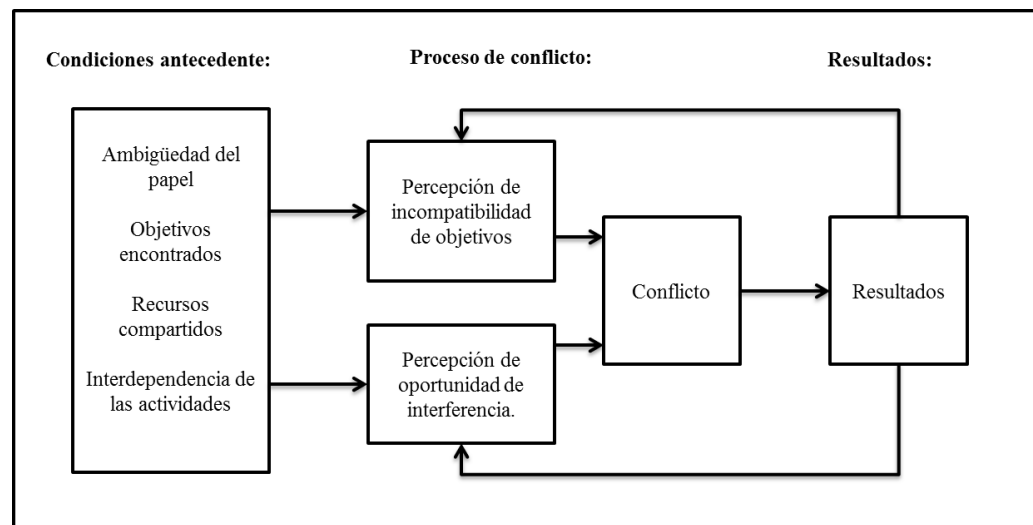 Condiciones antecedente:
Proceso de conflicto:
Resultados:
Ambigüedad del
papel
Objetivos
encontrados
Recursos
compartidos
Interdependencia de
las actividades
Percepción de
incompatibilidad
de objetivos
Percepción de
oportunidad de
interferencia.
Conflicto
Resultados